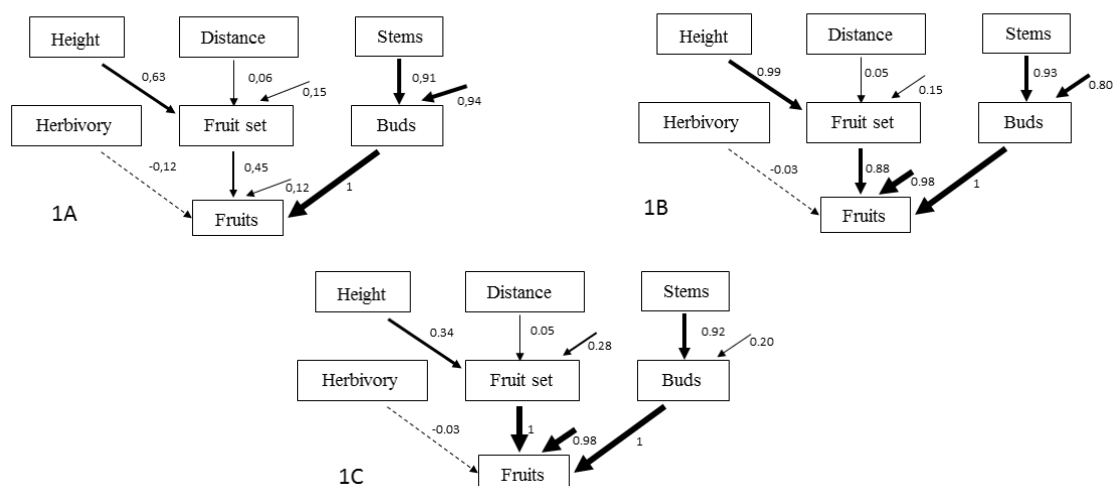 Height Distance Stems
0,63 0,06 0,15 0,91 0,94
Herbivory Fruit set Buds
-0,12 0,45 0,12 1
Fruits
1A
Height Distance Stems
0.99 0.05 0.15 0.93 0.80
Herbivory Fruit set Buds
-0.03 0.88 0.98 1
Fruits
1B
Height Distance Stems
0.34 0.05 0.28 0.92 0.20
Herbivory Fruit set Buds
-0.03 1 0.98 1
Fruits
1C